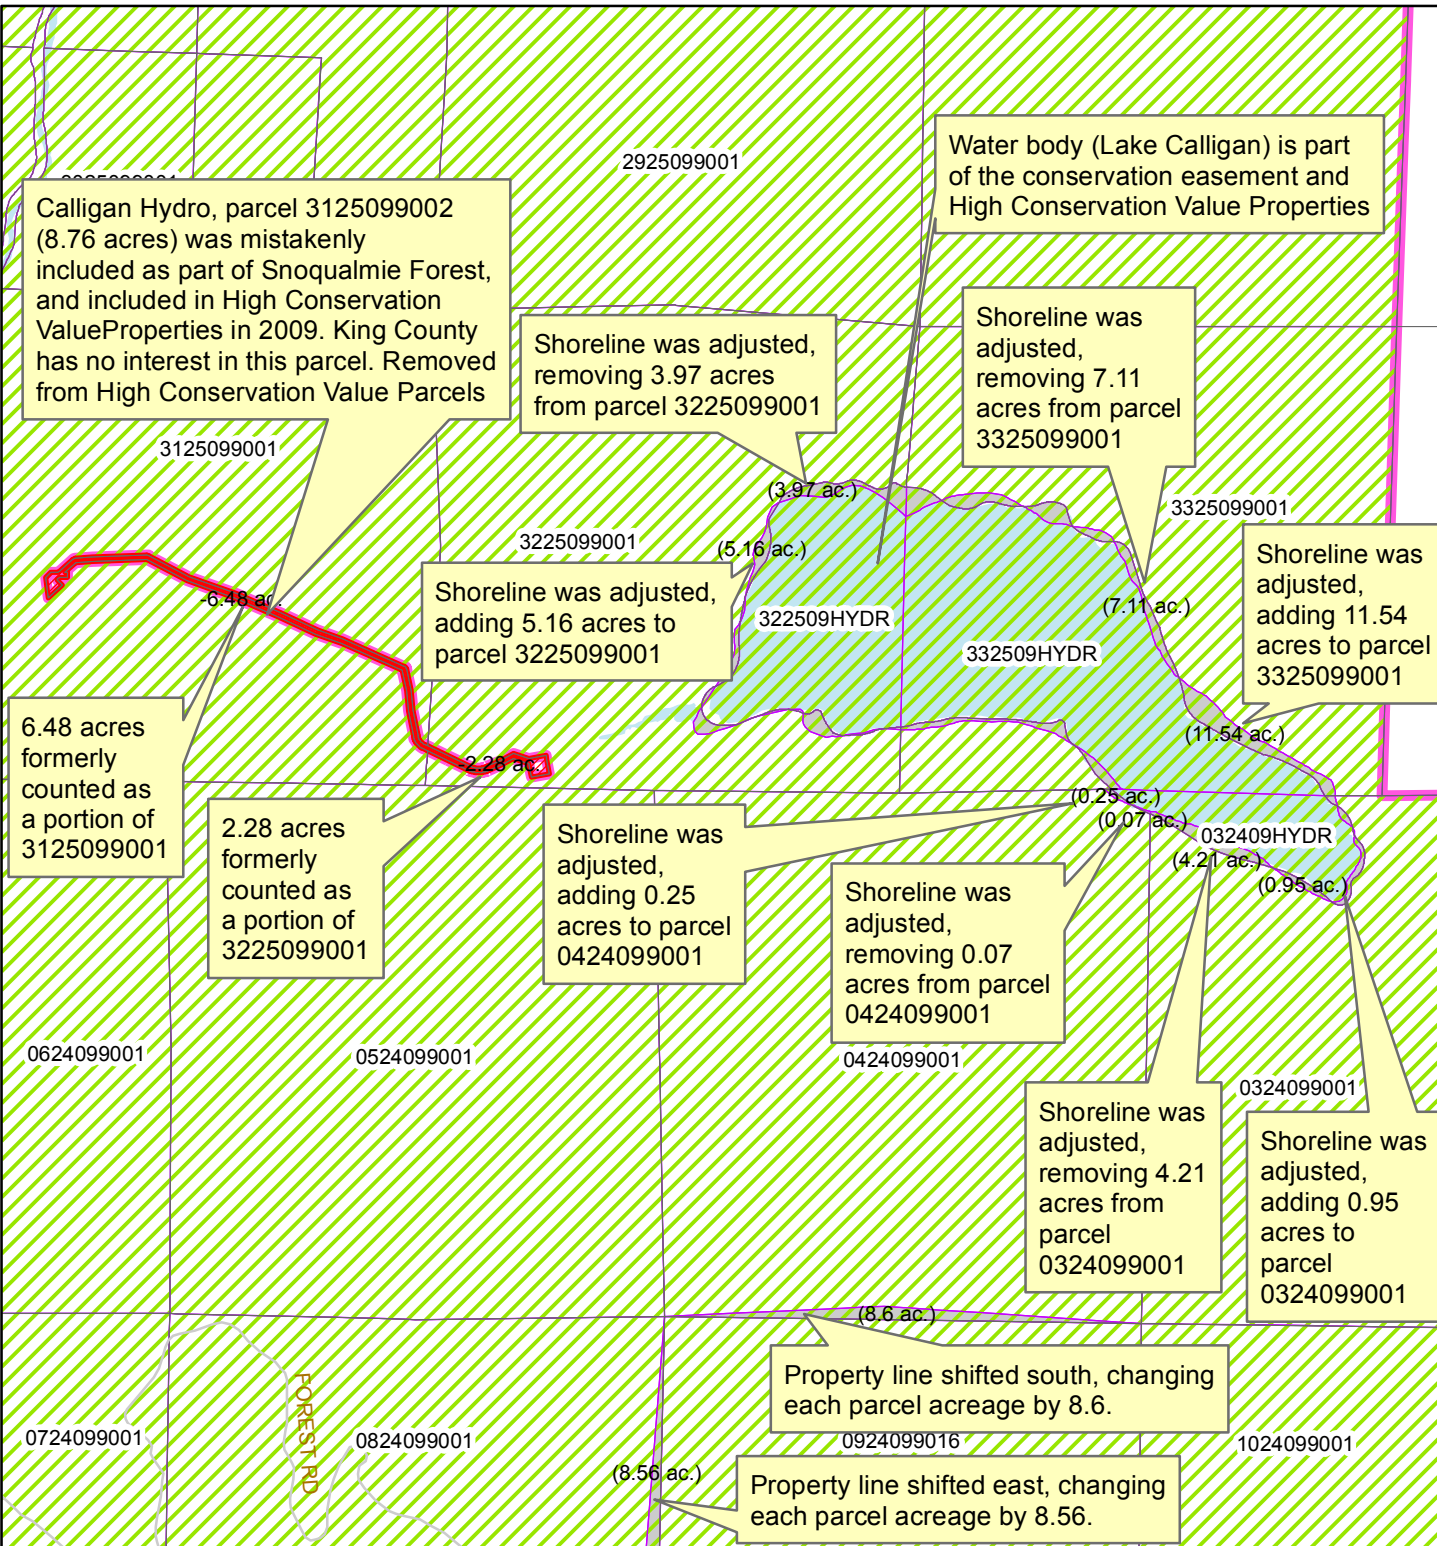 2925099001
Water body (Lake Calligan) is part
of the conservation easement and
High Conservation Value Properties
Calligan Hydro, parcel 3125099002
(8.76 acres) was mistakenly
included as part of Snoqualmie Forest,
and included in High Conservation
ValueProperties in 2009. King County
has no interest in this parcel. Removed
from High Conservation Value Parcels
Shoreline was adjusted,
removing 3.97 acres
from parcel 3225099001
Shoreline was
adjusted,
removing 7.11
acres from parcel
3325099001
3125099001
(3.97 ac.)
3325099001
3225099001
(5.16 ac.)
Shoreline was
adjusted,
adding 11.54
acres to parcel
3325099001
Shoreline was adjusted,
adding 5.16 acres to
parcel 3225099001
-6.48 ac.
322509HYDR
(7.11 ac.)
332509HYDR
6.48 acres
formerly
counted as
a portion of
3125099001
(11.54 ac.)
-2.28 ac.
2.28 acres
formerly
counted as
a portion of
3225099001
(0.25 ac.)
(0.07 ac.)
032409HYDR
(4.21 ac.)
(0.95 ac.)
Shoreline was
adjusted,
adding 0.25
acres to parcel
0424099001
Shoreline was
adjusted,
removing 0.07
acres from parcel
0424099001
0624099001
0524099001
0424099001
0324099001
Shoreline was
adjusted,
removing 4.21
acres from
parcel
0324099001
Shoreline was
adjusted,
adding 0.95
acres to
parcel
0324099001
(8.6 ac.)
Property line shifted south, changing
each parcel acreage by 8.6.
FOREST RD
0724099001
0824099001
0924099016
1024099001
(8.56 ac.)
Property line shifted east, changing
each parcel acreage by 8.56.